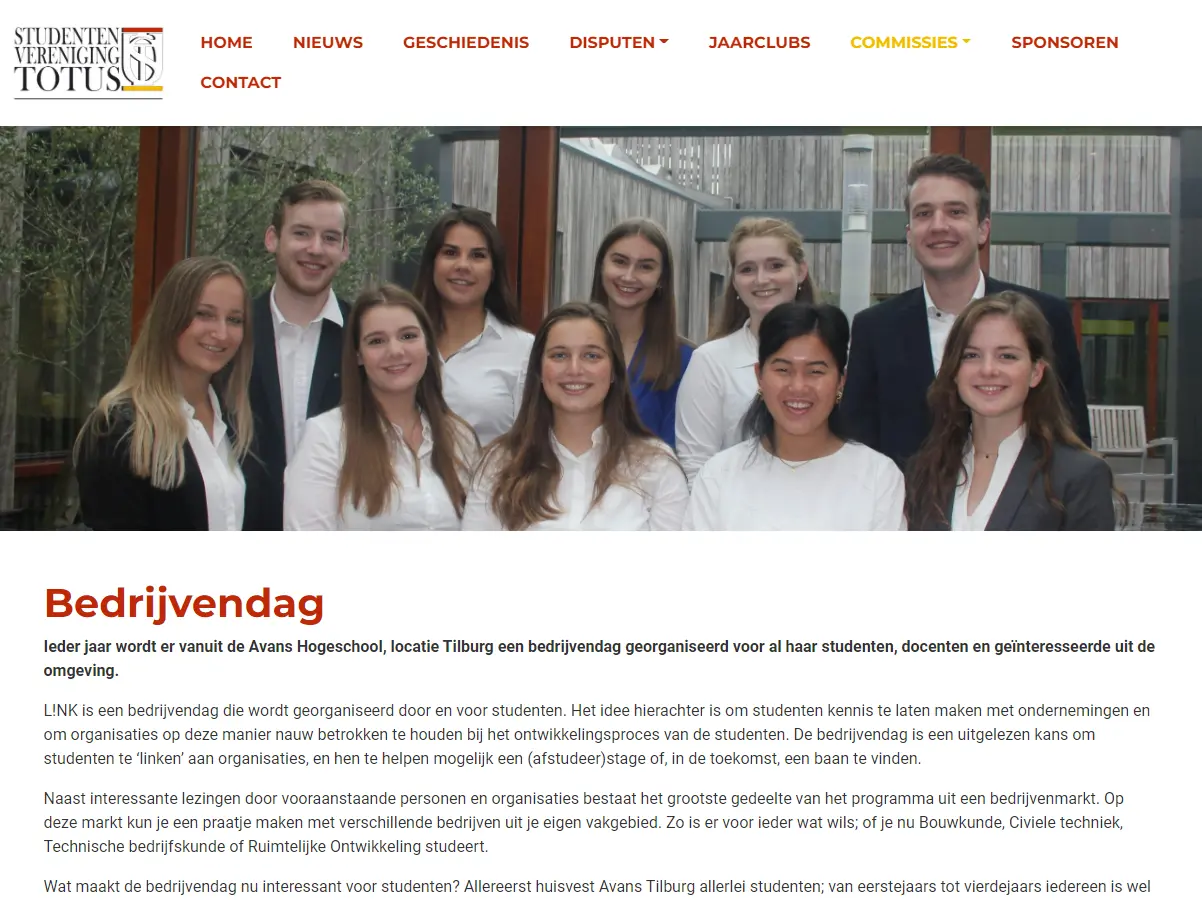 STUDENTEN
VERENIGING
TOTUS
HOME NIEUWS GESCHIEDENIS DISPUTEN JAARCLUBS COMMISSIES SPONSOREN
CONTACT
Bedrijvendag
Ieder jaar wordt er vanuit de Avans Hogeschool, locatie Tilburg een bedrijvendag georganiseerd voor al haar studenten, docenten en geïnteresseerde uit de
omgeving.
L!NK is een bedrijvendag die wordt georganiseerd door en voor studenten. Het idee hierachter is om studenten kennis te laten maken met ondernemingen en
om organisaties op deze manier nauw betrokken te houden bij het ontwikkelingsproces van de studenten. De bedrijvendag is een uitgelezen kans om
studenten te ‘linken’ aan organisaties, en hen te helpen mogelijk een (afstudeer)stage of, in de toekomst, een baan te vinden.
Naast interessante lezingen door vooraanstaande personen en organisaties bestaat het grootste gedeelte van het programma uit een bedrijvenmarkt. Op
deze markt kun je een praatje maken met verschillende bedrijven uit je eigen vakgebied. Zo is er voor ieder wat wils; of je nu Bouwkunde, Civiele techniek,
Technische bedrijfskunde of Ruimtelijke Ontwikkeling studeert.
Wat maakt de bedrijvendag nu interessant voor studenten? Allereerst huisvest Avans Tilburg allerlei studenten; van eerstejaars tot vierdejaars iedereen is wel